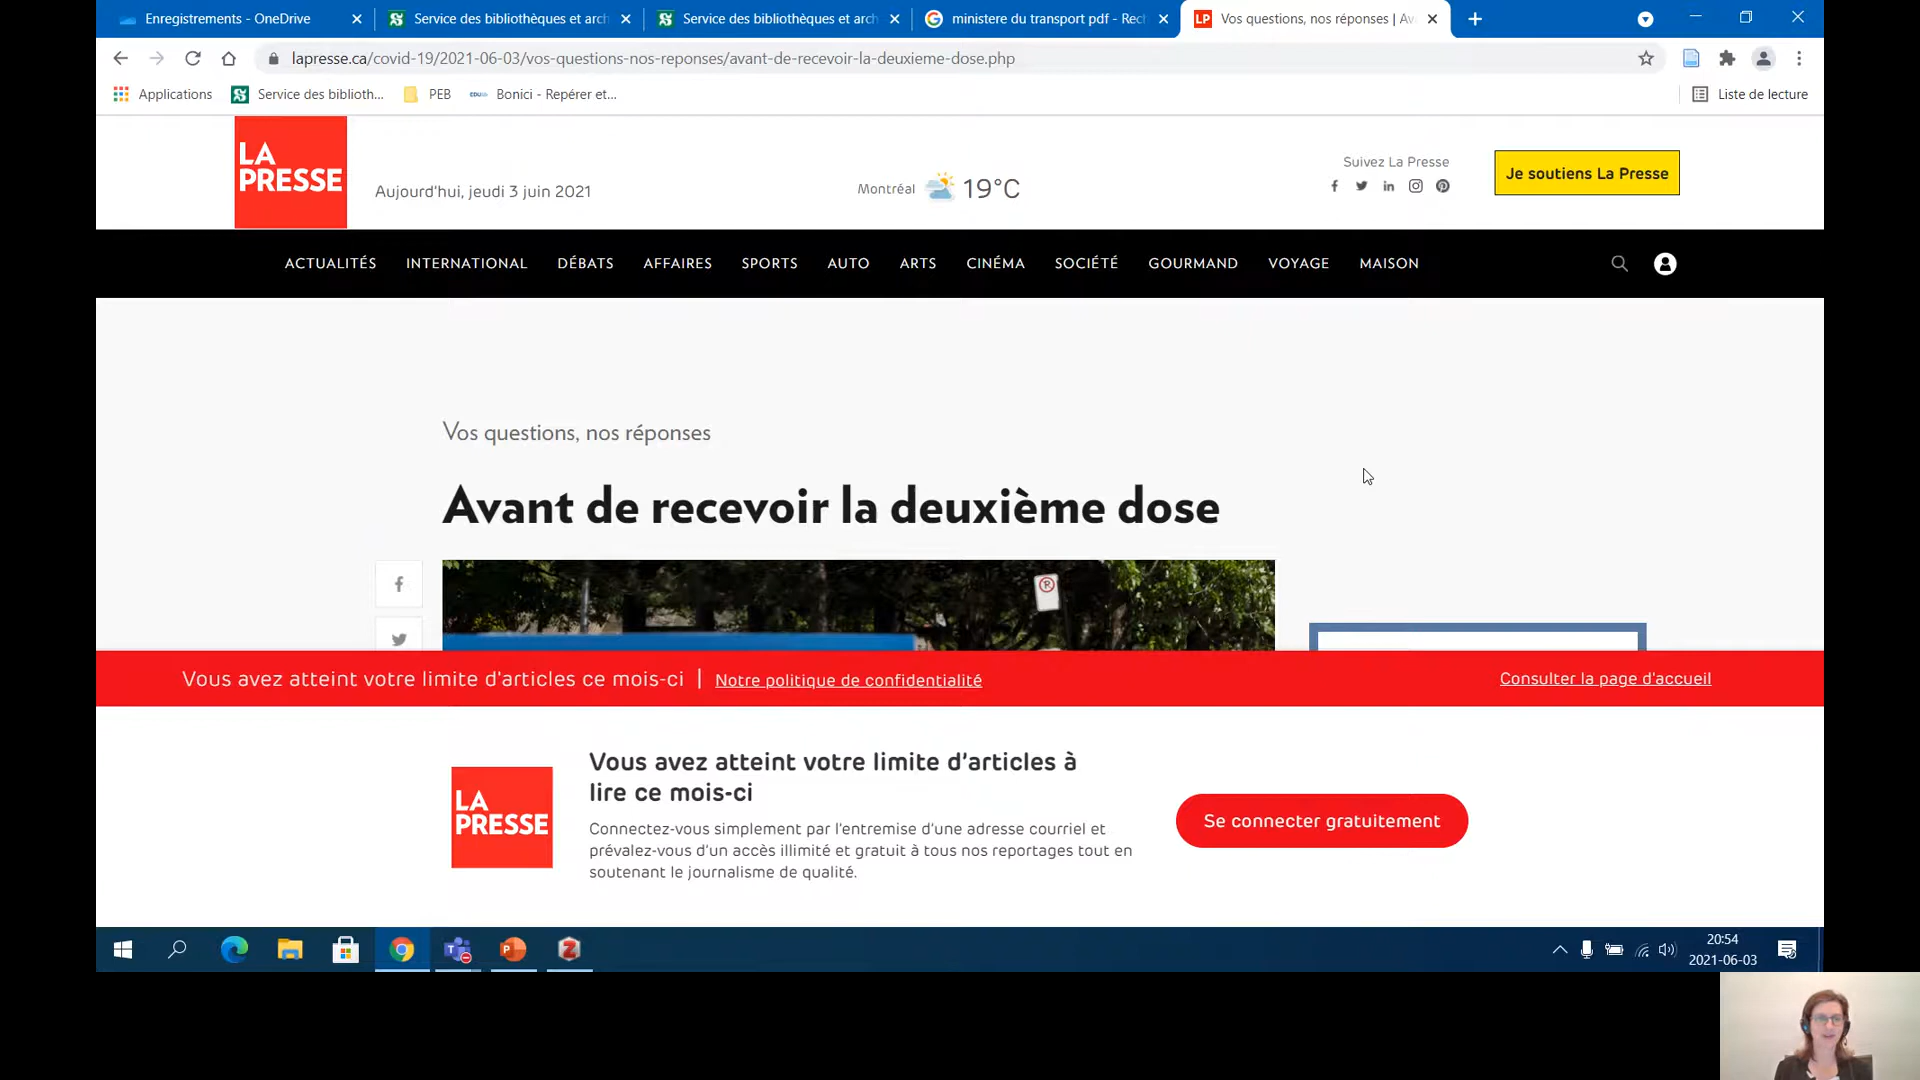 Enregistrements - OneDrive
Service des bibliothèques et arch
Service des bibliothèques et arch
ministere du transport pdf - Rech
Vos questions, nos réponses | Av
lapresse.ca/covid-19/2021-06-03/vos-questions-nos-reponses/avant-de-recevoir-la-deuxieme-dose.php
Applications
Service des biblioth...
PEB
Bonici - Repérer et...
Liste de lecture
LA
PRESSE
Aujourd'hui, jeudi 3 juin 2021
Montréal
19°C
Suivez La Presse
Je soutiens La Presse
ACTUALITÉS INTERNATIONAL DÉBATS AFFAIRES SPORTS AUTO ARTS CINÉMA SOCIÉTÉ GOURMAND VOYAGE MAISON
Vos questions, nos réponses
Avant de recevoir la deuxième dose
Vous avez atteint votre limite d'articles ce mois-ci | Notre politique de confidentialité
Consulter la page d'accueil
LA
PRESSE
Vous avez atteint votre limite d'articles à
lire ce mois-ci
Connectez-vous simplement par l'entremise d'une adresse courriel et
prévalez-vous d'un accès illimité et gratuit à tous nos reportages tout en
soutenant le journalisme de qualité.
Se connecter gratuitement
20:54
2021-06-03